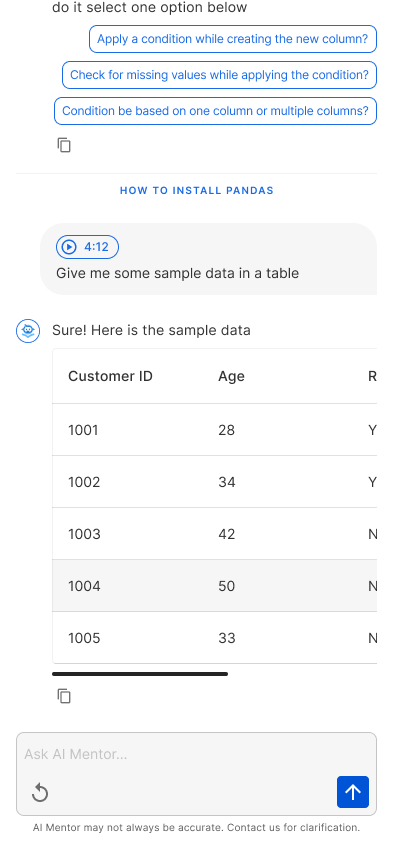 do it select one option below
Apply a condition while creating the new column?
Check for missing values while applying the condition?
Condition be based on one column or multiple columns?
HOW TO INSTALL PANDAS
4:12
Give me some sample data in a table
Sure! Here is the sample data
Customer ID Age R
1001 28 Y
1002 34 Y
1003 42 N
1004 50 N
1005 33 N
Ask AI Mentor...
AI Mentor may not always be accurate. Contact us for clarification.